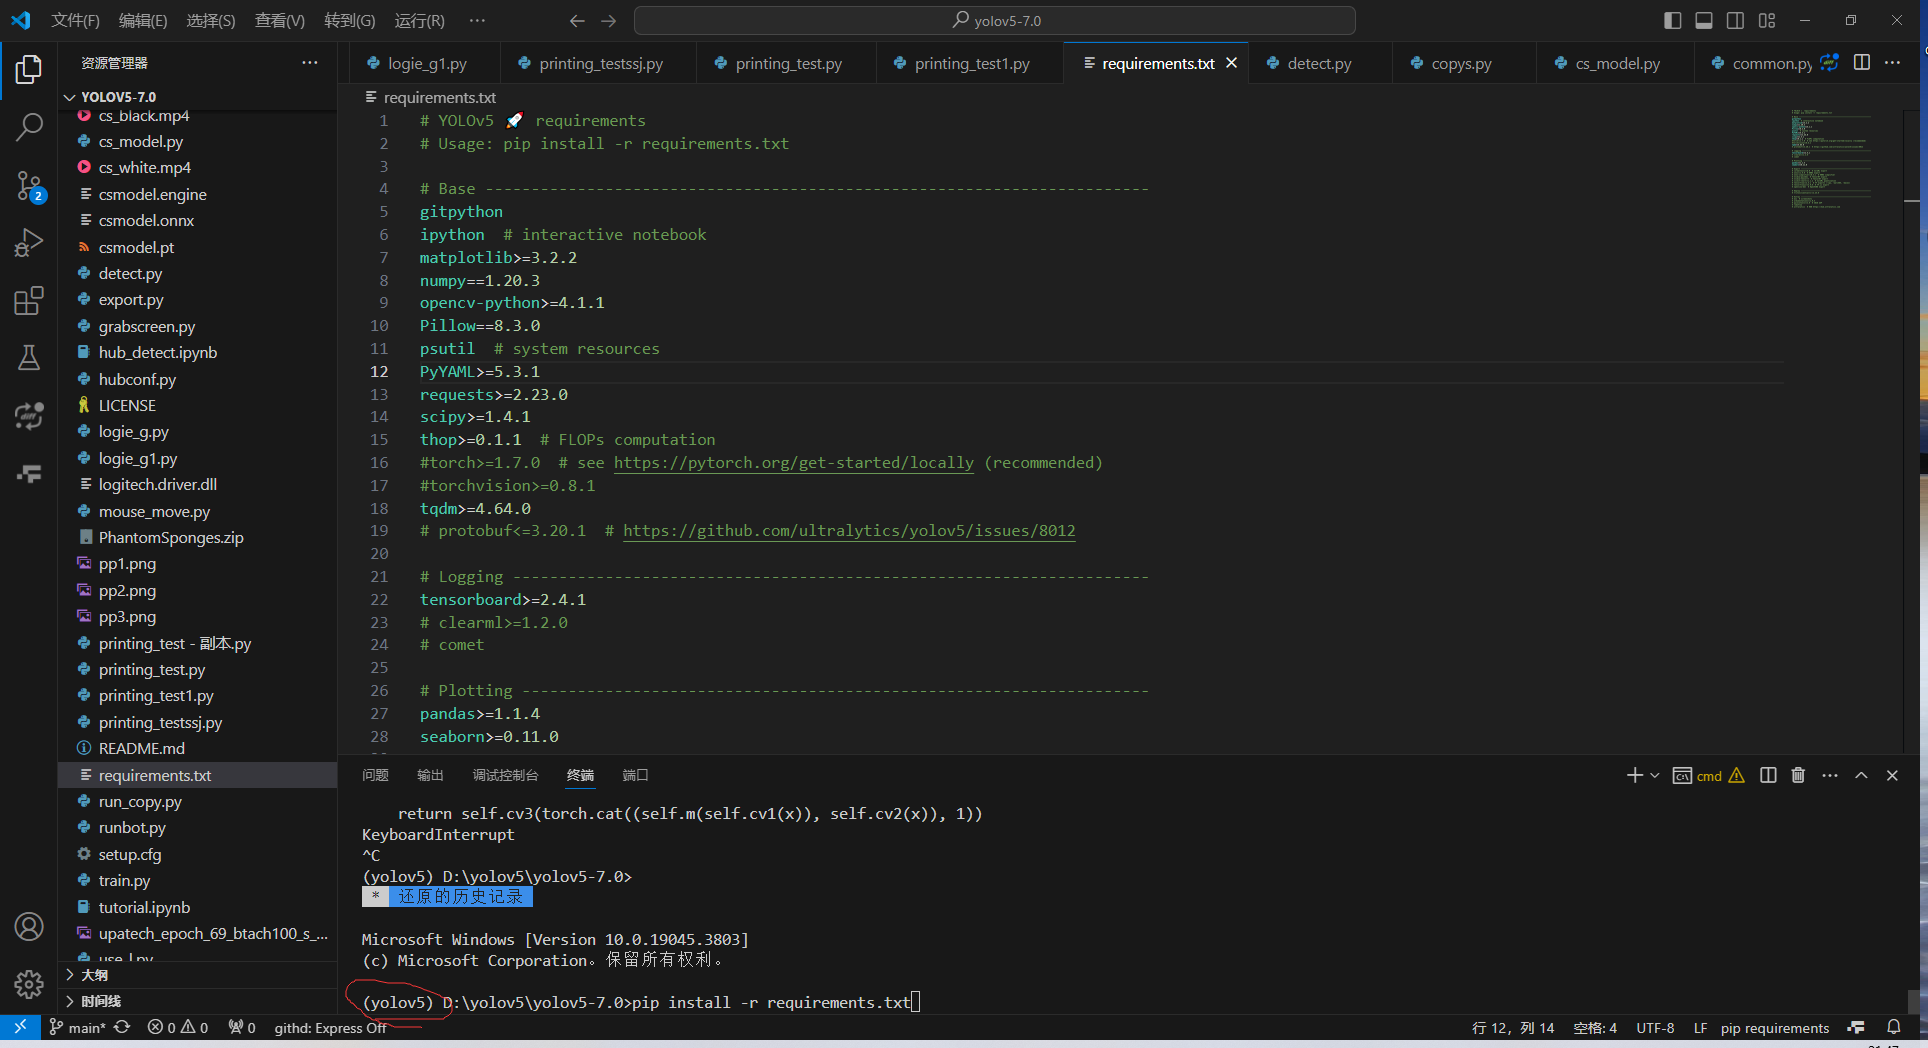 文件(F) 编辑(E) 选择(S) 查看(V) 转到(G) 运行(R) ··· yolov5-7.0
资源管理器 ···
logie_g1.py printing_testssj.py printing_test.py printing_test1.py requirements.txt detect.py copys.py cs_model.py common.py
YOLOV5-7.0
cs_black.mp4
cs_model.py
cs_white.mp4
csmodel.engine
csmodel.onnx
csmodel.pt
detect.py
export.py
grabscreen.py
hub_detect.ipynb
hubconf.py
LICENSE
logie_g.py
logie_g1.py
logitech.driver.dll
mouse_move.py
PhantomSponges.zip
pp1.png
pp2.png
pp3.png
printing_test - 副本.py
printing_test.py
printing_test1.py
printing_testssj.py
README.md
requirements.txt
run_copy.py
runbot.py
setup.cfg
train.py
tutorial.ipynb
upatech_epoch_69_btach100_s_...
大纲
时间线
2
requirements.txt
1 # YOLOv5 🚀 requirements
2 # Usage: pip install -r requirements.txt
3
4 # Base ------------------------------------------------------------------------
5 gitpython
6 ipython  # interactive notebook
7 matplotlib>=3.2.2
8 numpy==1.20.3
9 opencv-python>=4.1.1
10 Pillow==8.3.0
11 psutil  # system resources
12 PyYAML>=5.3.1
13 requests>=2.23.0
14 scipy>=1.4.1
15 thop>=0.1.1  # FLOPs computation
16 #torch>=1.7.0  # see https://pytorch.org/get-started/locally (recommended)
17 #torchvision>=0.8.1
18 tqdm>=4.64.0
19 # protobuf<=3.20.1  # https://github.com/ultralytics/yolov5/issues/8012
20
21 # Logging ---------------------------------------------------------------------
22 tensorboard>=2.4.1
23 # clearml>=1.2.0
24 # comet
25
26 # Plotting --------------------------------------------------------------------
27 pandas>=1.1.4
28 seaborn>=0.11.0
问题 输出 调试控制台 终端 端口 cmd
return self.cv3(torch.cat((self.m(self.cv1(x)), self.cv2(x)), 1))
KeyboardInterrupt
^C
(yolov5) D:\yolov5\yolov5-7.0>
* 还原的历史记录
Microsoft Windows [Version 10.0.19045.3803]
(c) Microsoft Corporation。保留所有权利。
(yolov5) D:\yolov5\yolov5-7.0>pip install -r requirements.txt
main* 0 0 0 githd: Express Off 行 12，列 14 空格: 4 UTF-8 LF pip requirements